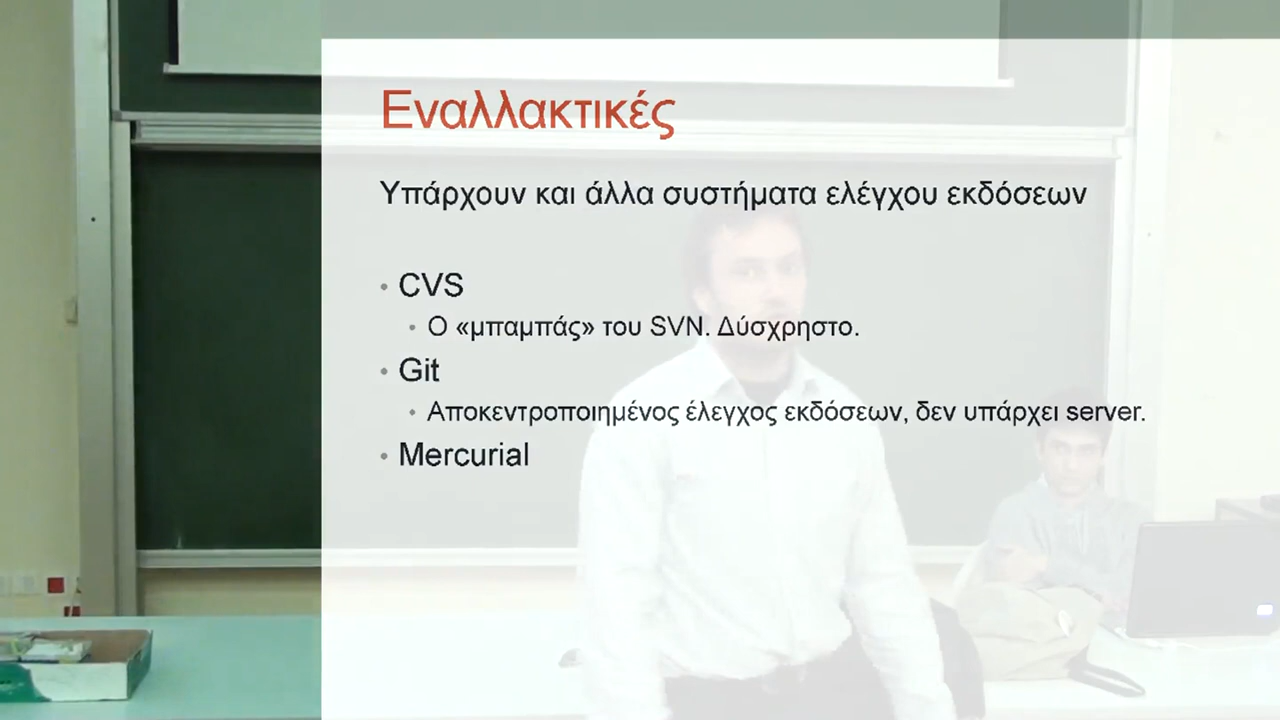 Εναλλακτικές
Υπάρχουν και άλλα συστήματα ελέγχου εκδόσεων
• CVS
• Ο «μπαμπάς» του SVN. Δύσχρηστο.
• Git
• Αποκεντροποιημένος έλεγχος εκδόσεων, δεν υπάρχει server.
• Mercurial